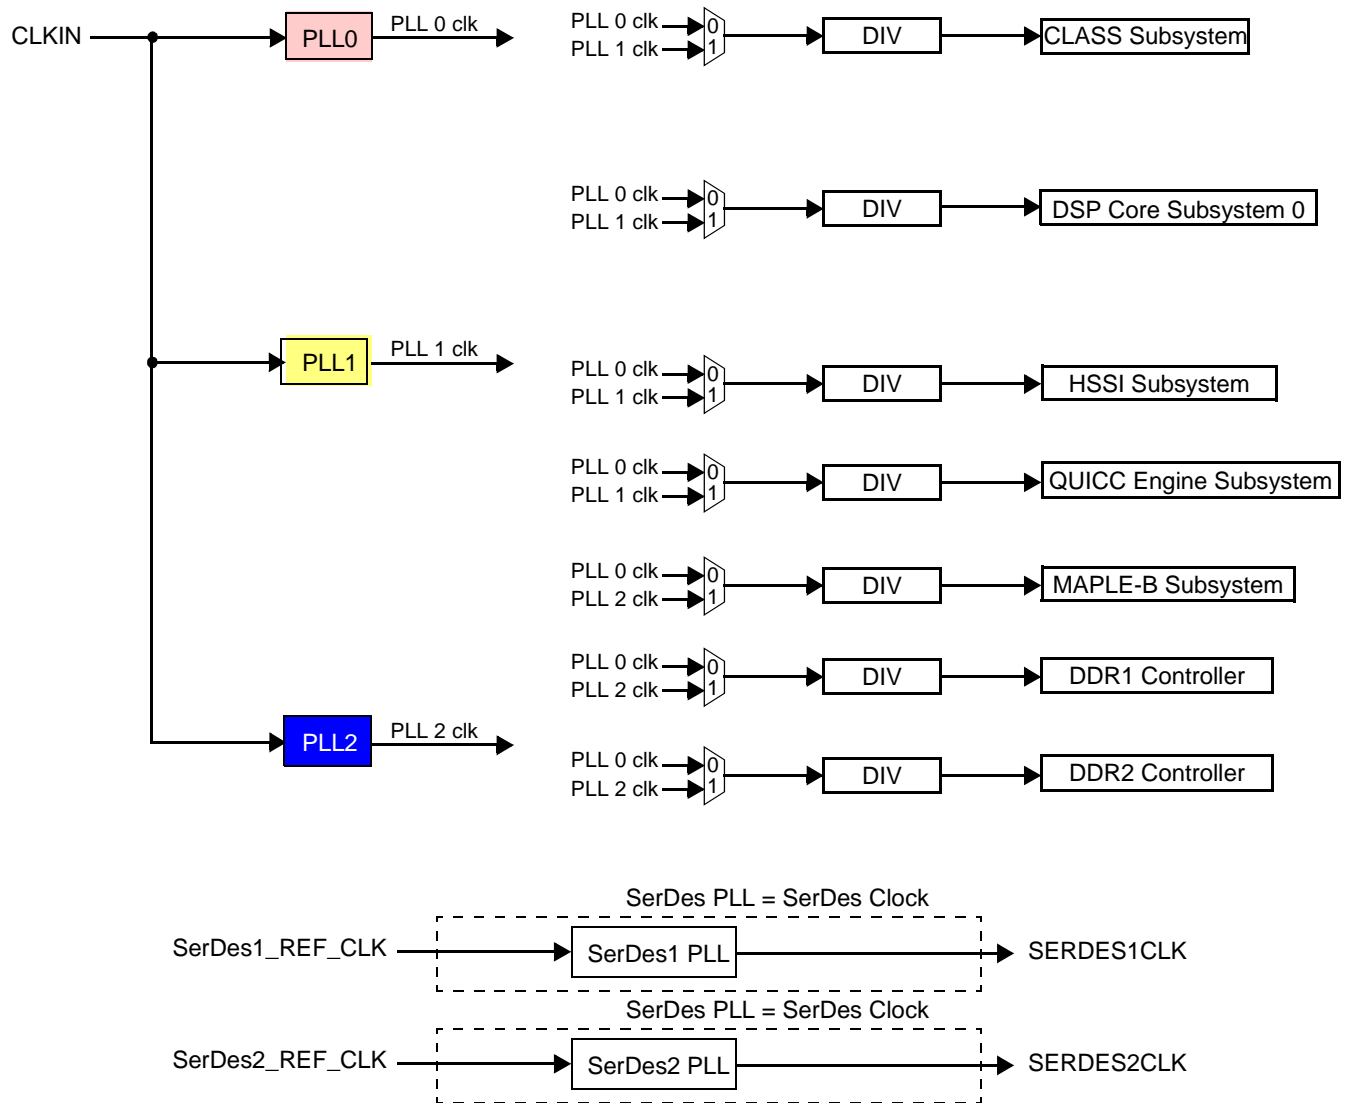 CLKIN
PLL0
PLL 0 clk
PLL 0 clk
PLL 1 clk
0
1
DIV
CLASS Subsystem
PLL 0 clk
PLL 1 clk
0
1
DIV
DSP Core Subsystem 0
PLL1
PLL 1 clk
PLL 0 clk
PLL 1 clk
0
1
DIV
HSSI Subsystem
PLL 0 clk
PLL 1 clk
0
1
DIV
QUICC Engine Subsystem
PLL 0 clk
PLL 2 clk
0
1
DIV
MAPLE-B Subsystem
PLL 0 clk
PLL 2 clk
0
1
DIV
DDR1 Controller
PLL2
PLL 2 clk
PLL 0 clk
PLL 2 clk
0
1
DIV
DDR2 Controller
SerDes PLL = SerDes Clock
SerDes1_REF_CLK
SerDes1 PLL
SERDES1CLK
SerDes PLL = SerDes Clock
SerDes2_REF_CLK
SerDes2 PLL
SERDES2CLK